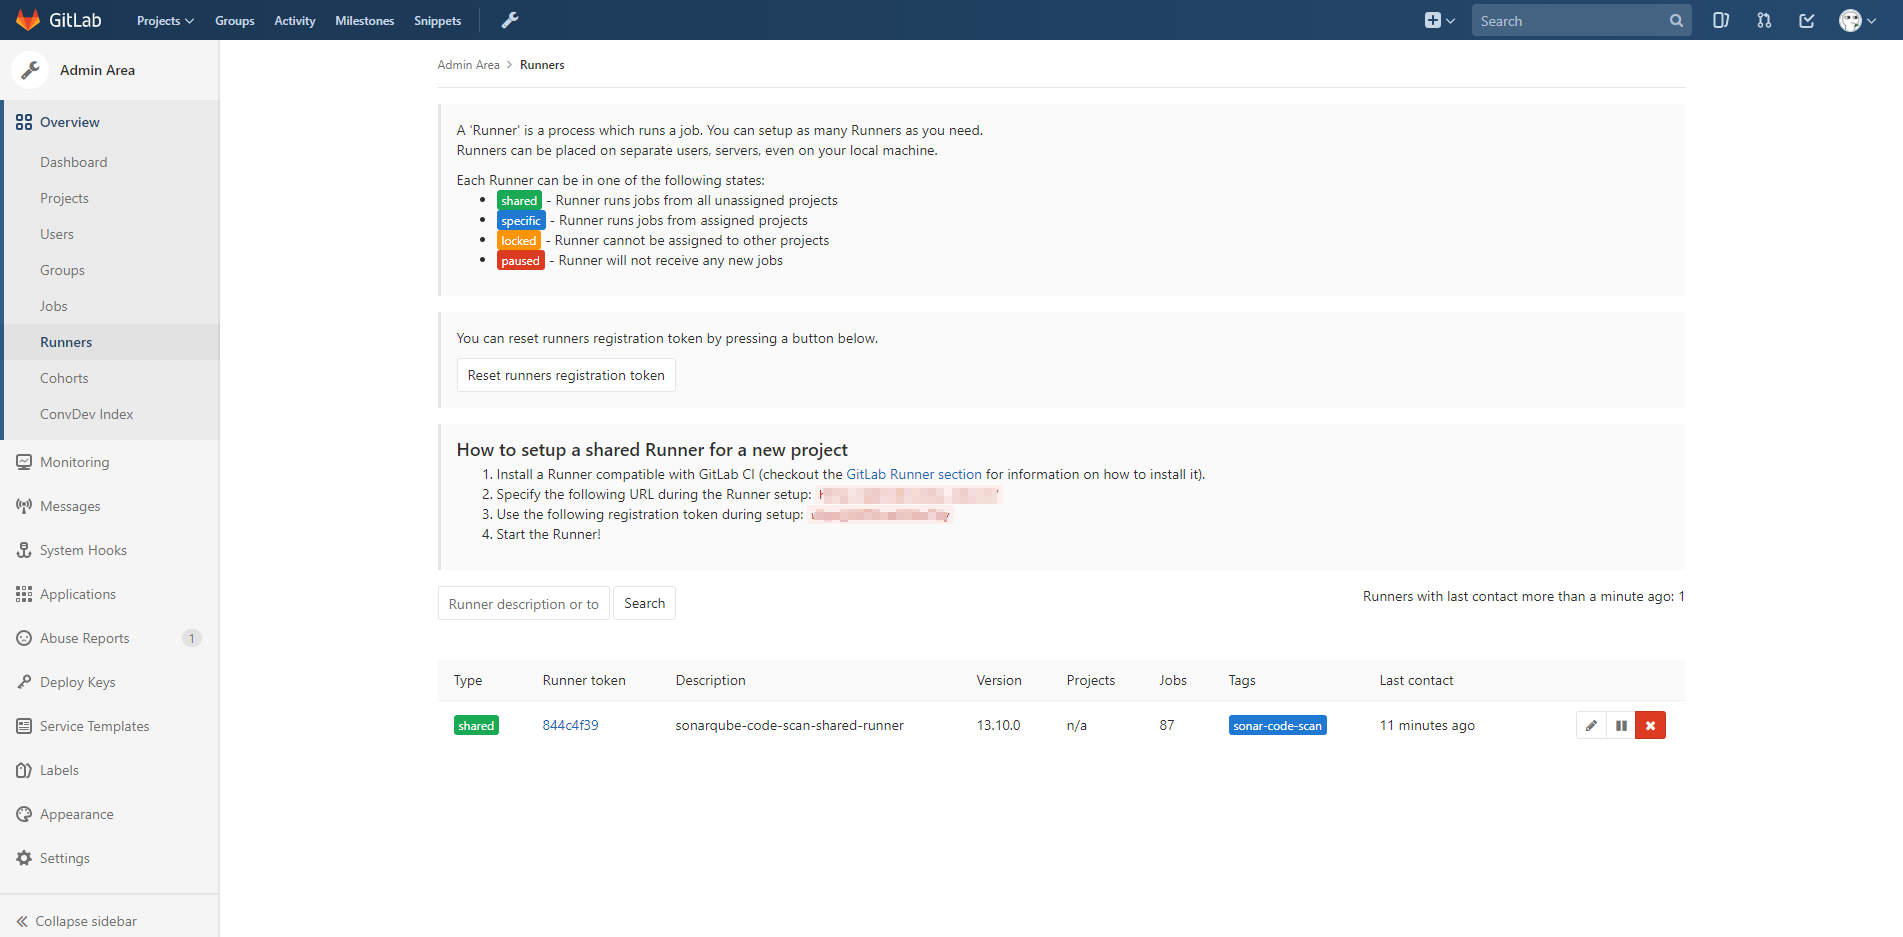 GitLab Projects Groups Activity Milestones Snippets Search
Admin Area
Overview
Dashboard
Projects
Users
Groups
Jobs
Runners
Cohorts
ConvDev Index
Monitoring
Messages
System Hooks
Applications
Abuse Reports 1
Deploy Keys
Service Templates
Labels
Appearance
Settings
Collapse sidebar
Admin Area > Runners
A 'Runner' is a process which runs a job. You can setup as many Runners as you need.
Runners can be placed on separate users, servers, even on your local machine.
Each Runner can be in one of the following states:
• shared - Runner runs jobs from all unassigned projects
• specific - Runner runs jobs from assigned projects
• locked - Runner cannot be assigned to other projects
• paused - Runner will not receive any new jobs
You can reset runners registration token by pressing a button below.
Reset runners registration token
How to setup a shared Runner for a new project
1. Install a Runner compatible with GitLab CI (checkout the GitLab Runner section for information on how to install it).
2. Specify the following URL during the Runner setup:
3. Use the following registration token during setup:
4. Start the Runner!
Runner description or to Search Runners with last contact more than a minute ago: 1
Type Runner token Description Version Projects Jobs Tags Last contact
shared 844c4f39 sonarqube-code-scan-shared-runner 13.10.0 n/a 87 sonar-code-scan 11 minutes ago